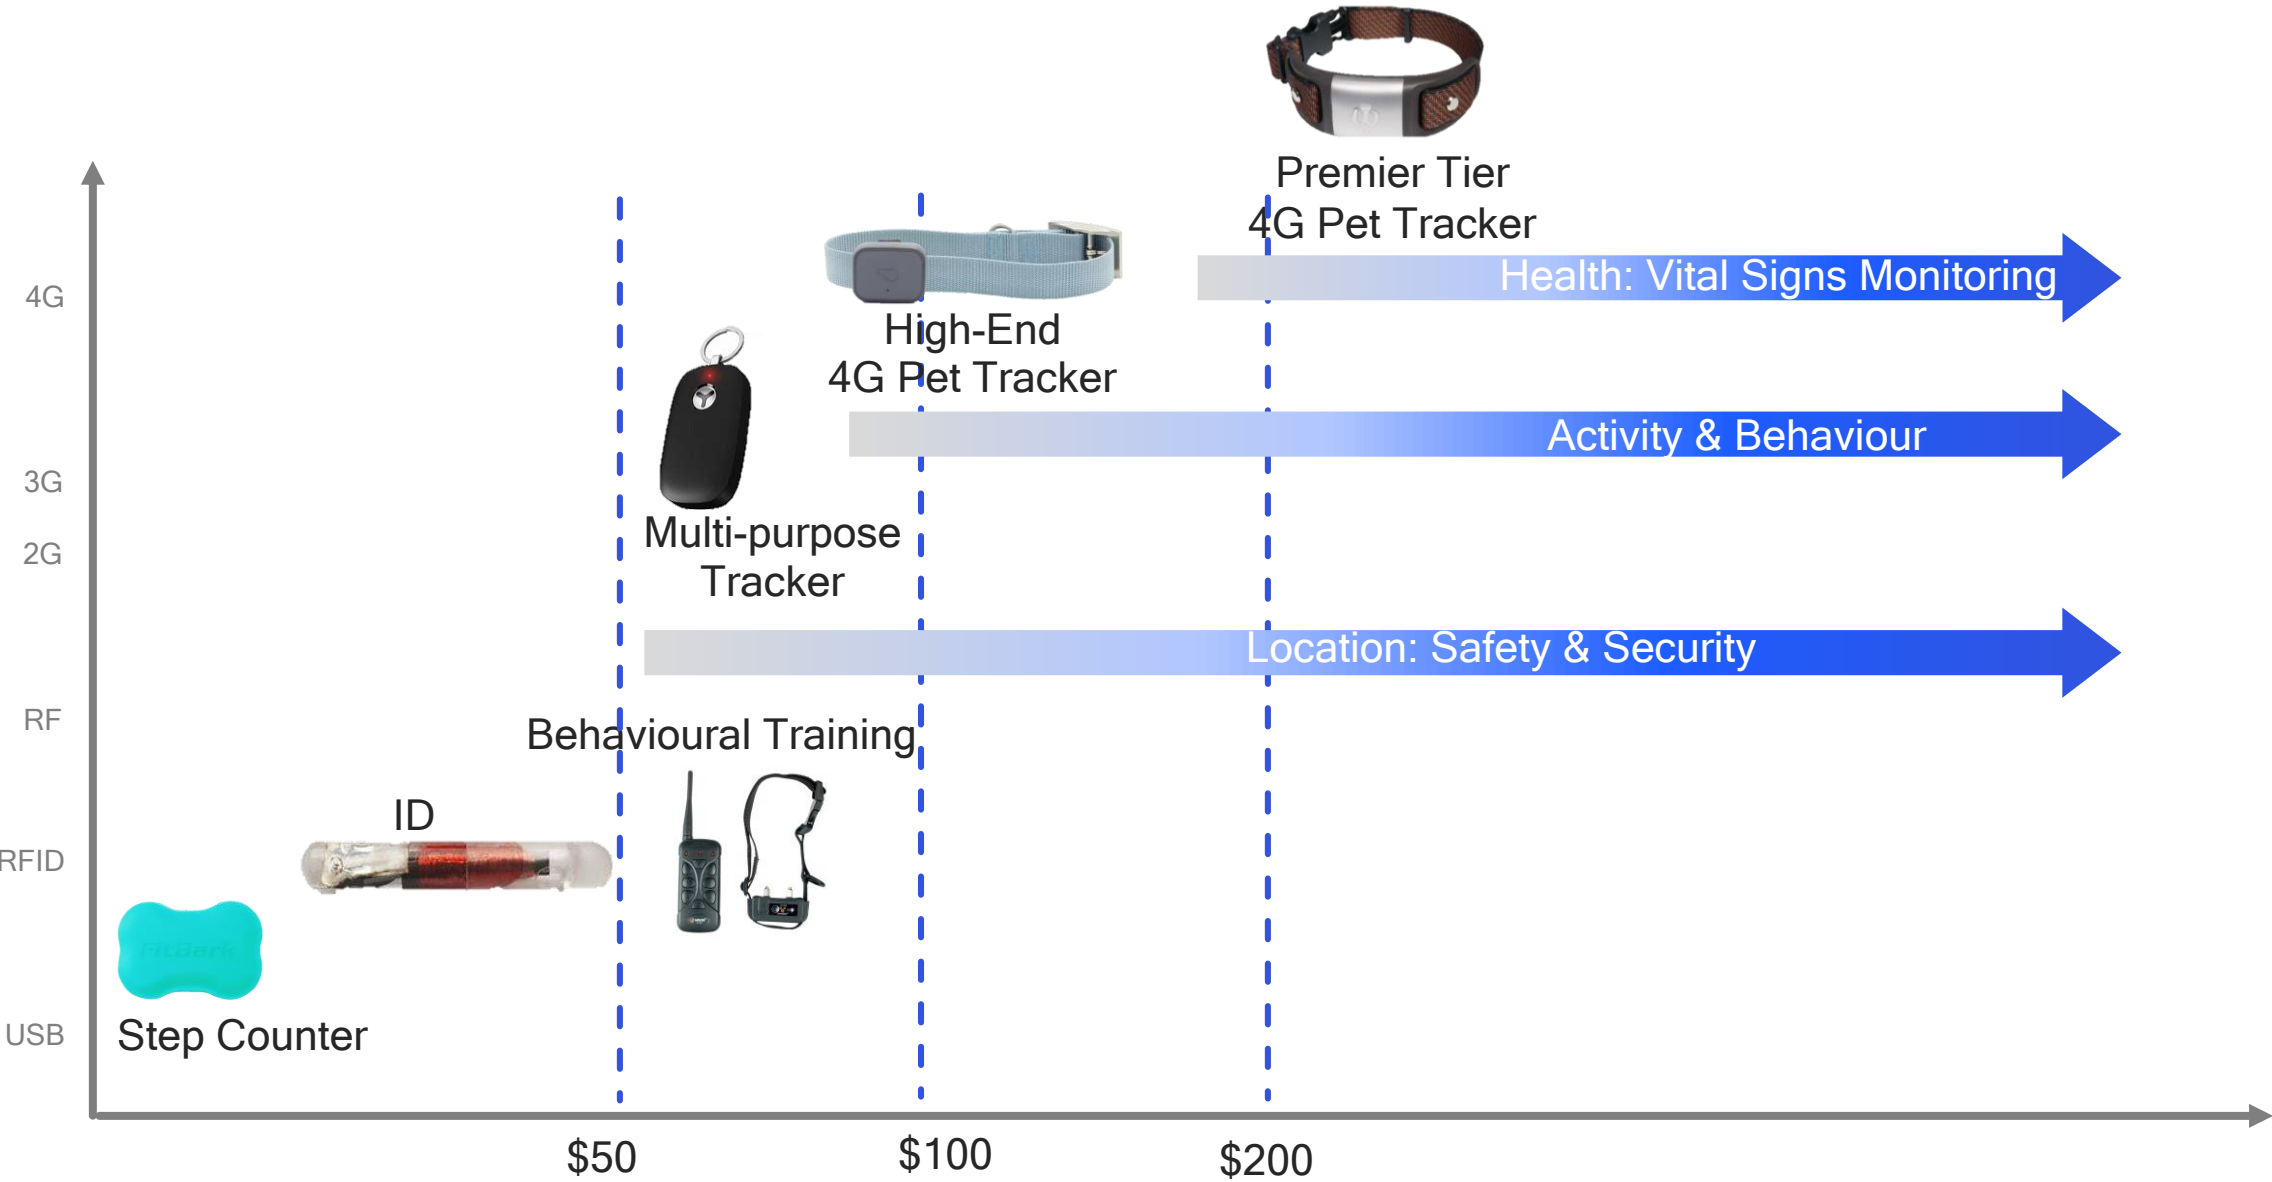 Premier Tier
4G Pet Tracker
Health: Vital Signs Monitoring
4G
High-End
4G Pet Tracker
Activity & Behaviour
3G
Multi-purpose
2G
Tracker
Location: Safety & Security
RF
Behavioural Training
ID
RFID
FitBark
USB
Step Counter
$50
$100
$200